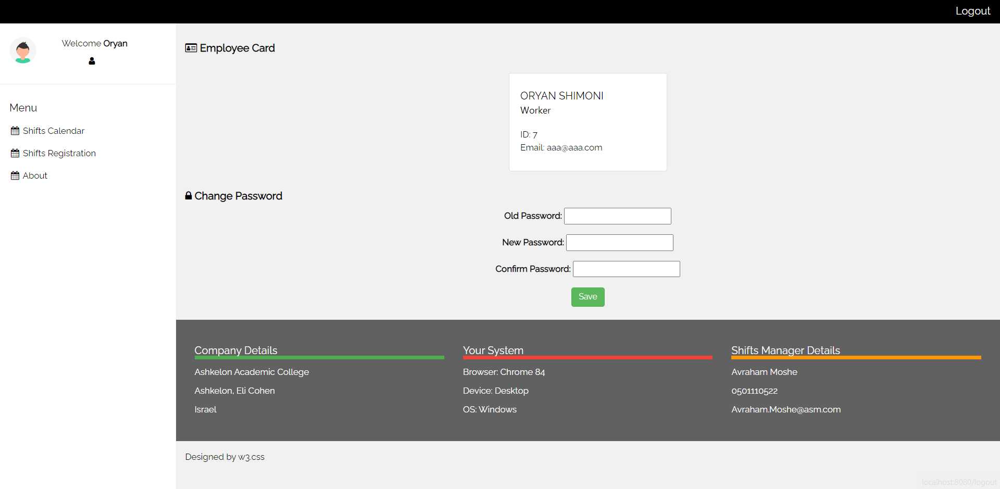 Logout
Welcome Oryan
Menu
Shifts Calendar
Shifts Registration
About
Employee Card
ORYAN SHIMONI
Worker
ID: 7
Email: aaa@aaa.com
Change Password
Old Password:
New Password:
Confirm Password:
Save
Company Details
Ashkelon Academic College
Ashkelon, Eli Cohen
Israel
Your System
Browser: Chrome 84
Device: Desktop
OS: Windows
Shifts Manager Details
Avraham Moshe
0501110522
Avraham.Moshe@asm.com
Designed by w3.css
localhost:8080/logout